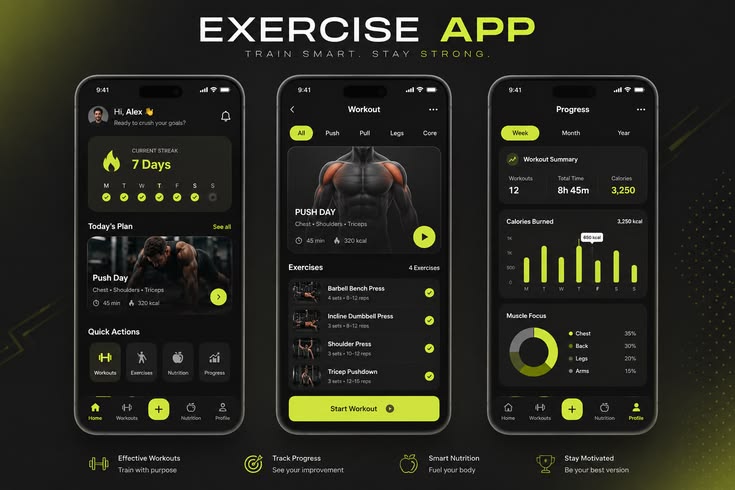 EXERCISE APP
TRAIN SMART. STAY STRONG.
9:41
Hi, Alex 👋
Ready to crush your goals?
CURRENT STREAK
7 Days
M T W T F S S
Today's Plan
See all
Push Day
Chest • Shoulders • Triceps
45 min 320 kcal
Quick Actions
Workouts Exercises Nutrition Progress
Home Workouts + Nutrition Profile
9:41
Workout
All Push Pull Legs Core
PUSH DAY
Chest • Shoulders • Triceps
45 min 320 kcal
Exercises
4 Exercises
Barbell Bench Press
4 sets • 8–12 reps
Incline Dumbbell Press
3 sets • 8–12 reps
Shoulder Press
3 sets • 10–12 reps
Tricep Pushdown
3 sets • 12–15 reps
Start Workout
9:41
Progress
Week Month Year
Workout Summary
Workouts Total Time Calories
12 8h 45m 3,250
Calories Burned
3,250 kcal
650 kcal
1K
1K
500
0
M T W T F S S
Muscle Focus
Chest 35%
Back 30%
Legs 20%
Arms 15%
Home Workouts + Nutrition Profile
Effective Workouts
Train with purpose
Track Progress
See your improvement
Smart Nutrition
Fuel your body
Stay Motivated
Be your best version